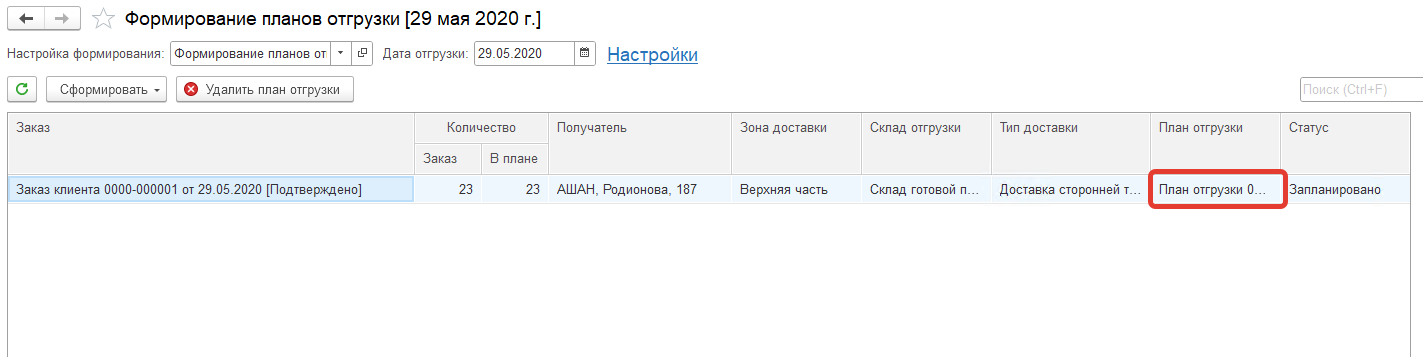 Формирование планов отгрузки [29 мая 2020 г.]
Настройка формирования: Формирование планов от Дата отгрузки: 29.05.2020 Настройки
Сформировать Удалить план отгрузки Поиск (Ctrl+F)
Заказ Количество Получатель Зона доставки Склад отгрузки Тип доставки План отгрузки Статус
Заказ В плане
Заказ клиента 0000-000001 от 29.05.2020 [Подтверждено] 23 23 АШАН, Родионова, 187 Верхняя часть Склад готовой п... Доставка сторонней т... План отгрузки 0... Запланировано